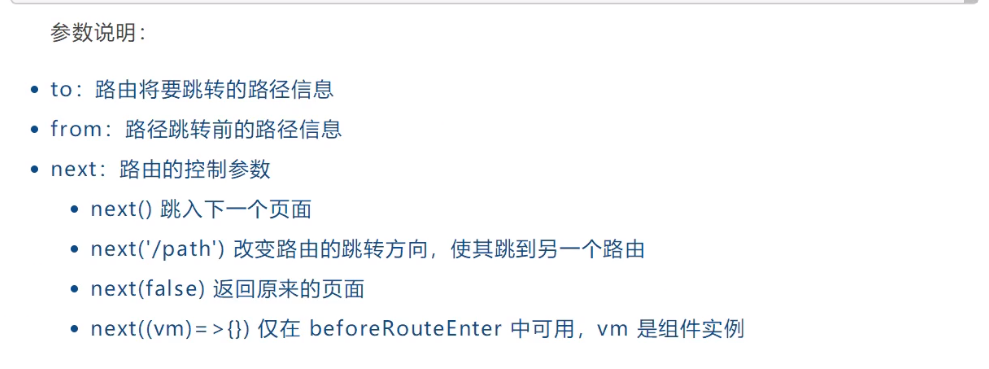 参数说明：
to：路由将要跳转的路径信息
from：路径跳转前的路径信息
next：路由的控制参数
next() 跳入下一个页面
next('/path') 改变路由的跳转方向，使其跳到另一个路由
next(false) 返回原来的页面
next((vm)=>{}) 仅在 beforeRouteEnter 中可用，vm 是组件实例